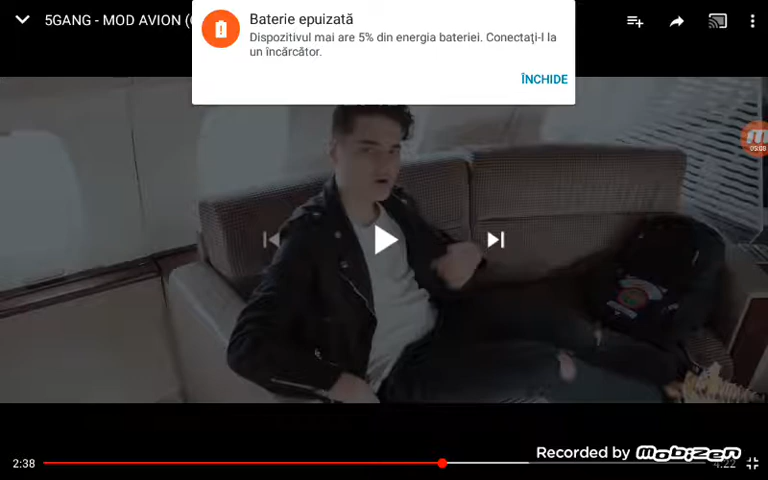 5GANG - MOD AVION (
Baterie epuizată
Dispozitivul mai are 5% din energia bateriei. Conectaţi-l la
un încărcător.
ÎNCHIDE
05:08
Recorded by Mobizen
2:38
4:22